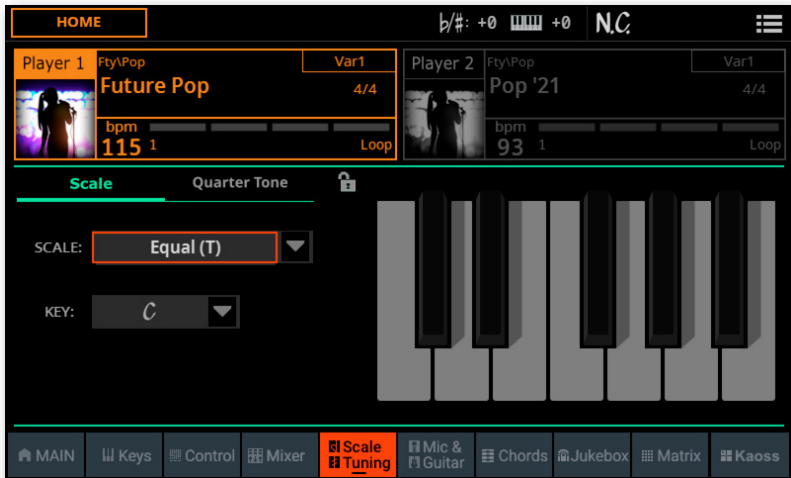 HOME
b/#: +0 +0 N.C.
Player 1 Fty\Pop Var1
Future Pop 4/4
bpm
115 1 Loop
Player 2 Fty\Pop Var1
Pop '21 4/4
bpm
93 1 Loop
Scale Quarter Tone
SCALE: Equal (T)
KEY: C
MAIN Keys Control Mixer Scale Tuning Mic & Guitar Chords Jukebox Matrix Kaoss